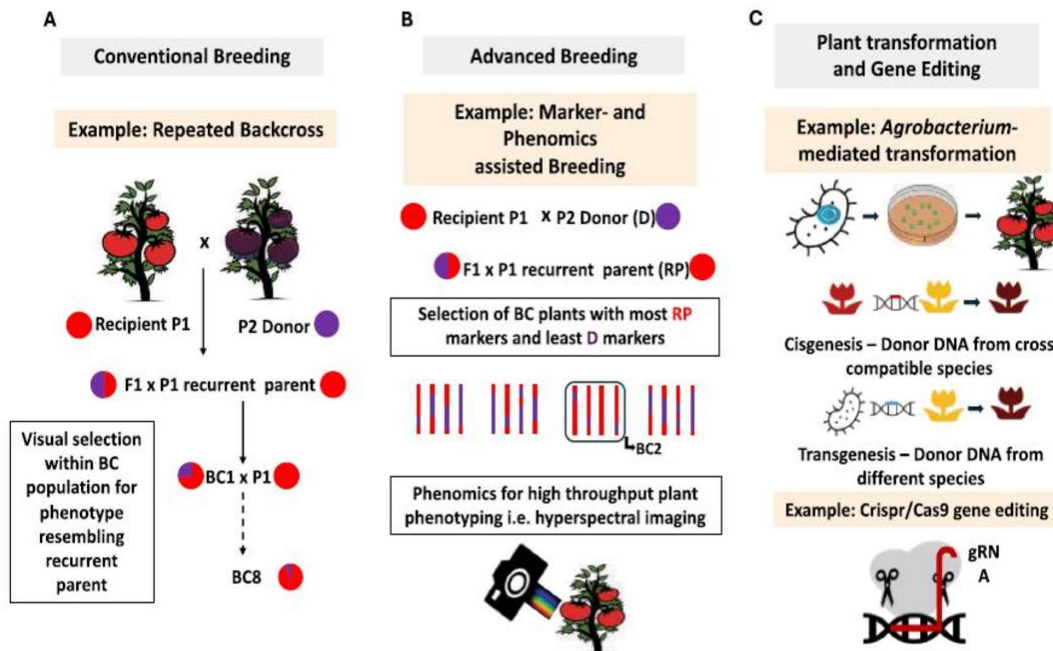 A
Conventional Breeding
Example: Repeated Backcross
x
Recipient P1
P2 Donor
F1 x P1 recurrent parent
Visual selection
within BC
population for
phenotype
resembling
recurrent
parent
BC1 x P1
BC8
B
Advanced Breeding
Example: Marker- and
Phenomics
assisted Breeding
Recipient P1 x P2 Donor (D)
F1 x P1 recurrent parent (RP)
Selection of BC plants with most RP
markers and least D markers
BC2
Phenomics for high throughput plant
phenotyping i.e. hyperspectral imaging
C
Plant transformation
and Gene Editing
Example: Agrobacterium-
mediated transformation
Cisgenesis – Donor DNA from cross
compatible species
Transgenesis – Donor DNA from
different species
Example: Crispr/Cas9 gene editing
gRN
A